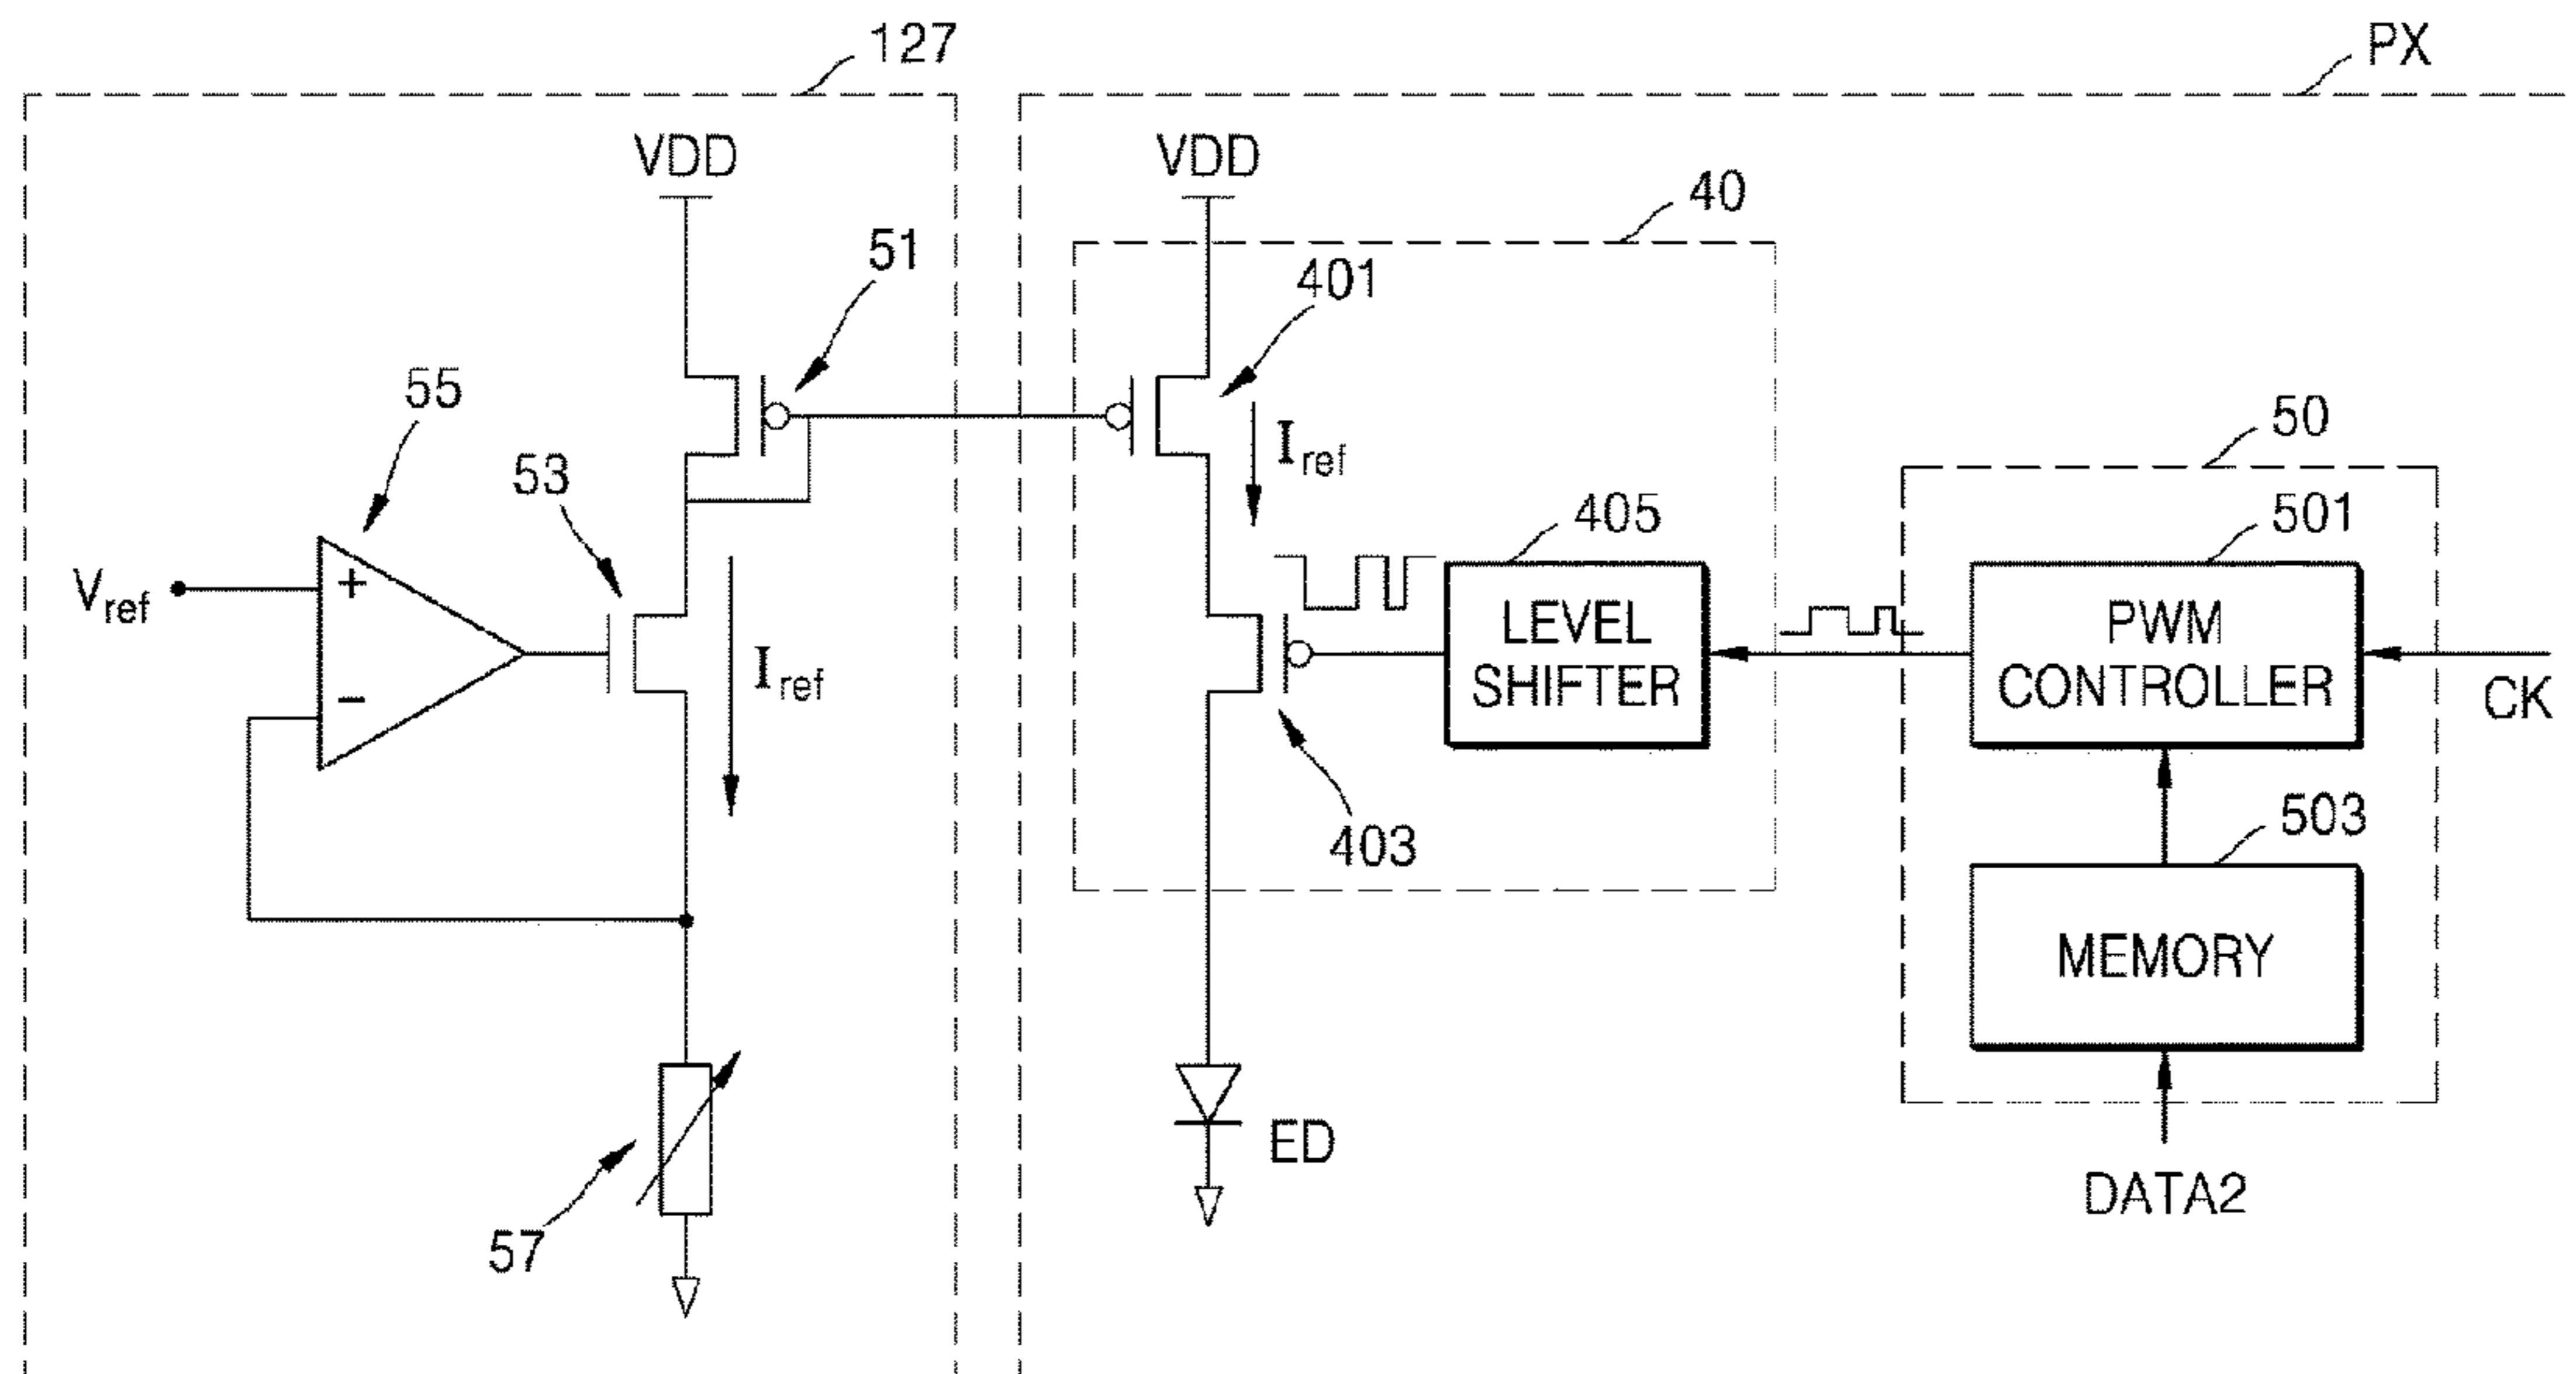 127
PX
VDD
VDD
40
51
401
55
50
53
Iref
405
501
Vref
+
−
Iref
LEVEL
SHIFTER
PWM
CONTROLLER
CK
403
503
MEMORY
ED
57
DATA2